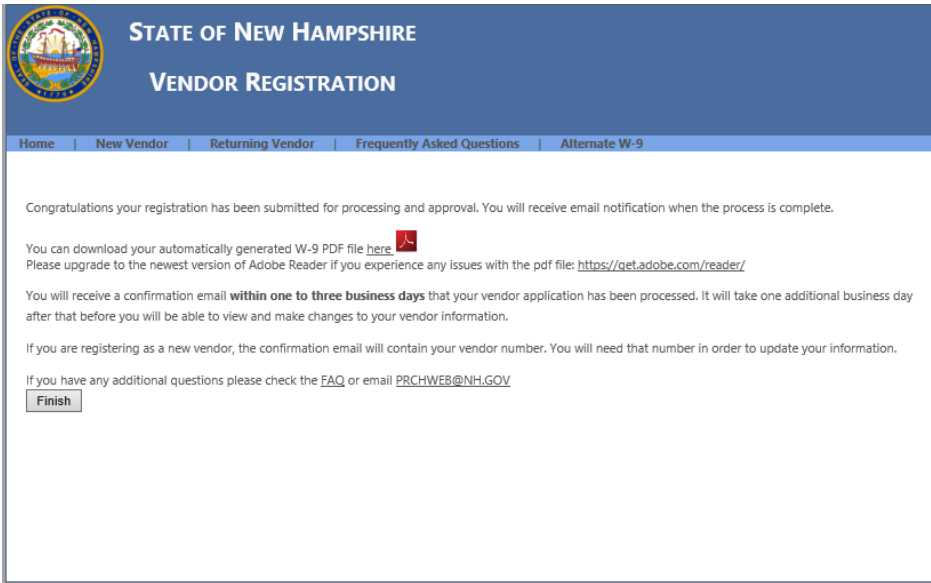 STATE OF NEW HAMPSHIRE
VENDOR REGISTRATION
Home | New Vendor | Returning Vendor | Frequently Asked Questions | Alternate W-9
Congratulations your registration has been submitted for processing and approval. You will receive email notification when the process is complete.
You can download your automatically generated W-9 PDF file here
Please upgrade to the newest version of Adobe Reader if you experience any issues with the pdf file: https://get.adobe.com/reader/
You will receive a confirmation email within one to three business days that your vendor application has been processed. It will take one additional business day
after that before you will be able to view and make changes to your vendor information.
If you are registering as a new vendor, the confirmation email will contain your vendor number. You will need that number in order to update your information.
If you have any additional questions please check the FAQ or email PRCHWEB@NH.GOV
Finish